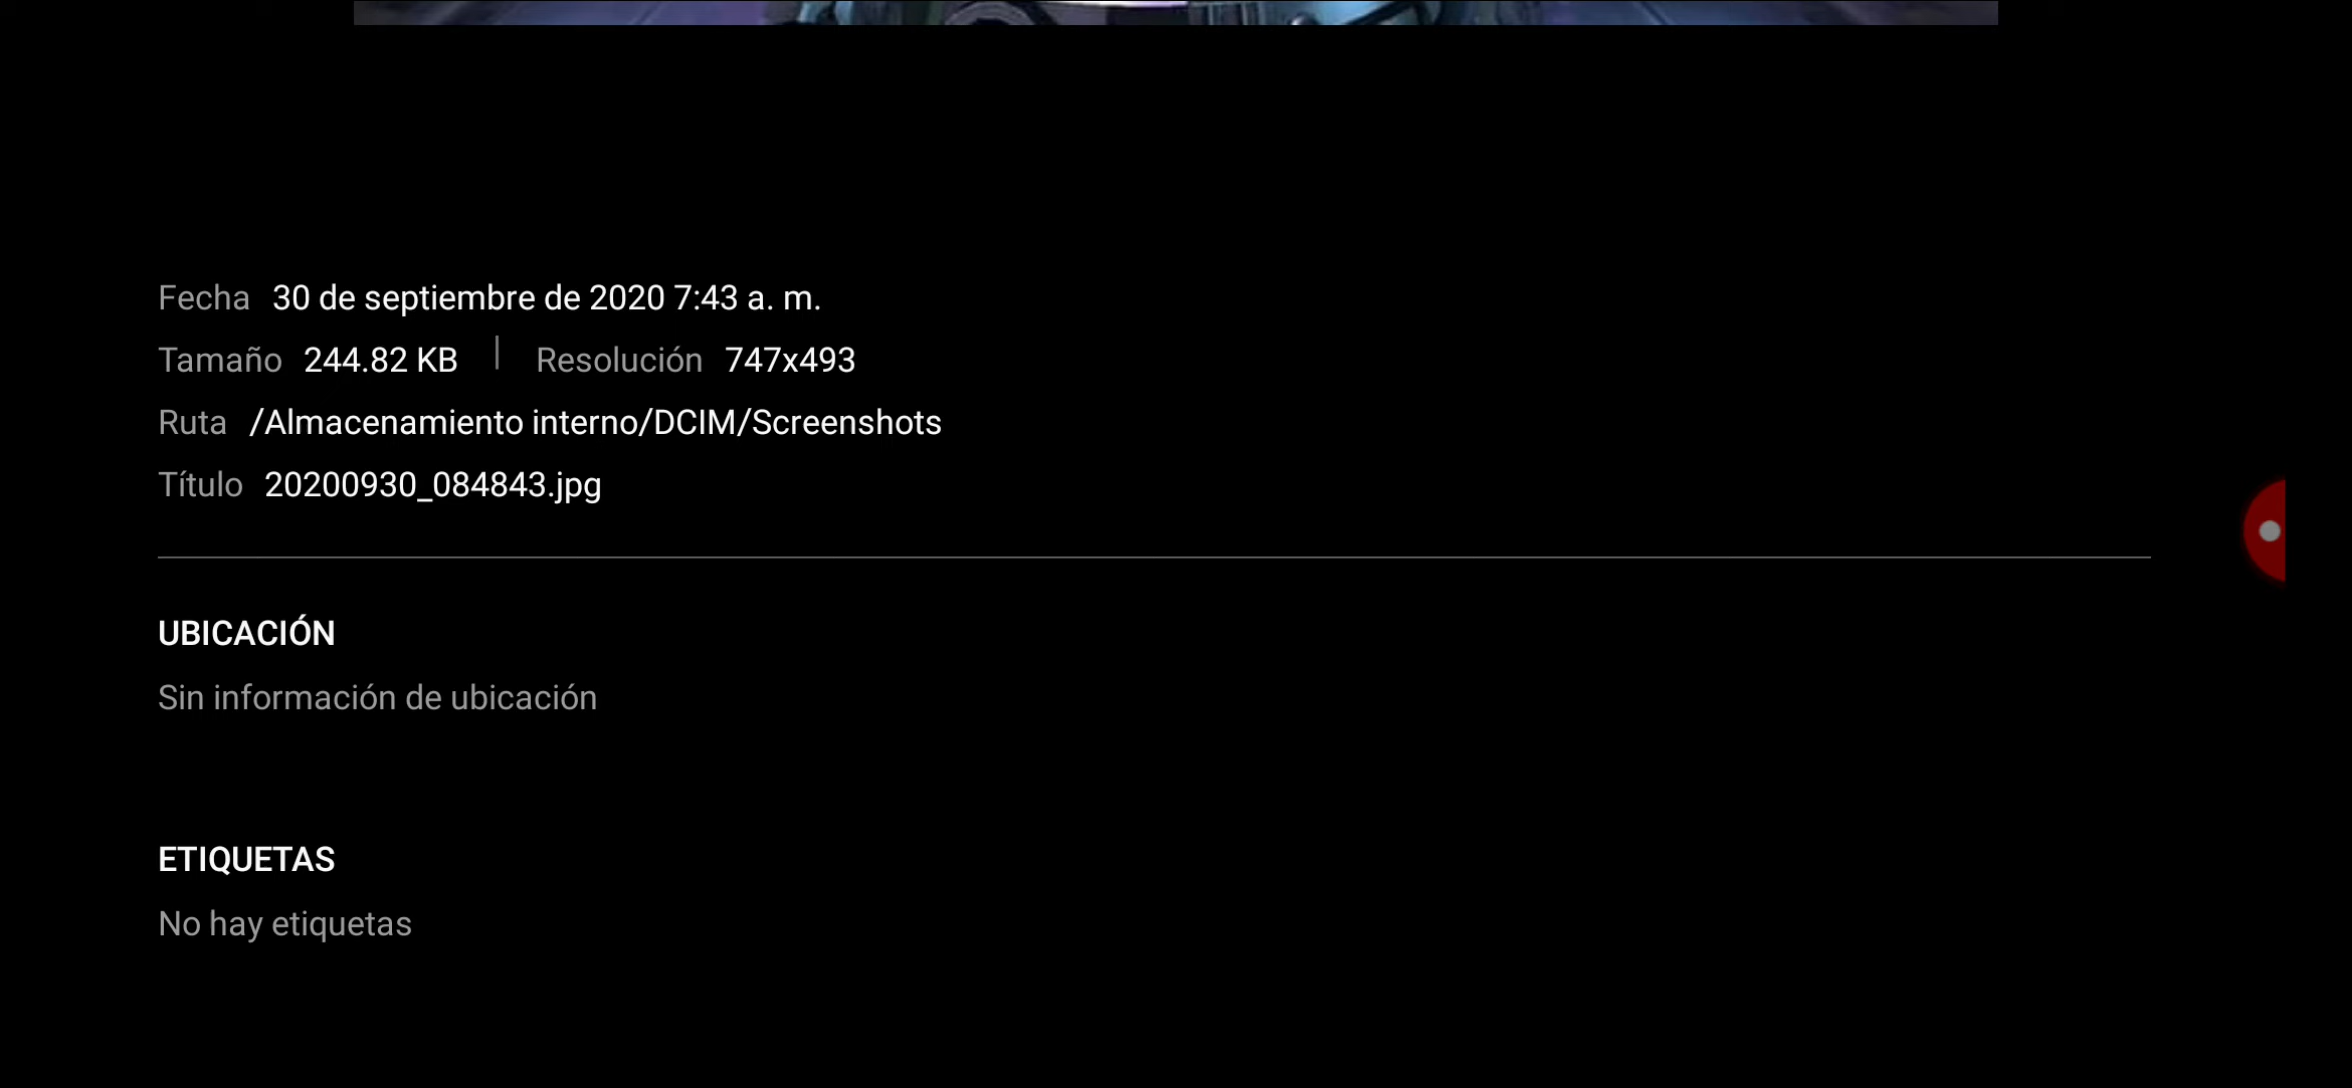 Fecha 30 de septiembre de 2020 7:43 a. m.
Tamaño 244.82 KB | Resolución 747x493
Ruta /Almacenamiento interno/DCIM/Screenshots
Título 20200930_084843.jpg
UBICACIÓN
Sin información de ubicación
ETIQUETAS
No hay etiquetas